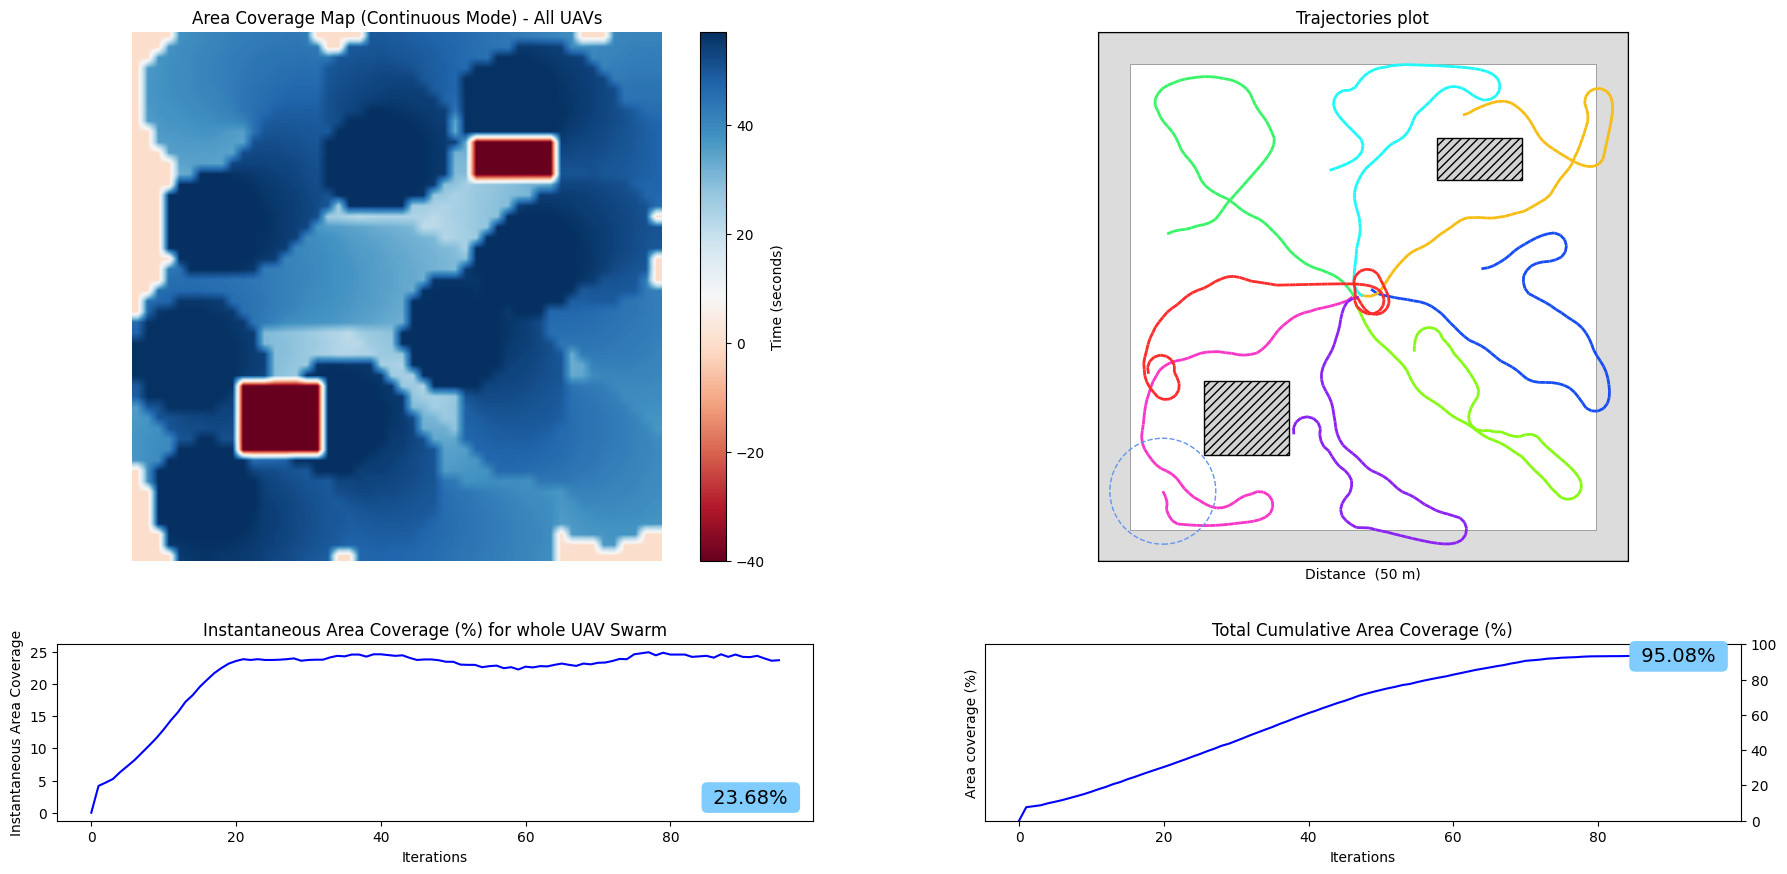 Area Coverage Map (Continuous Mode) - All UAVs
40
20
0
−20
−40
Time (seconds)
Trajectories plot
Distance  (50 m)
Instantaneous Area Coverage (%) for whole UAV Swarm
Instantaneous Area Coverage
25
20
15
10
5
0
23.68%
0 20 40 60 80
Iterations
Total Cumulative Area Coverage (%)
Area coverage (%)
95.08%
100
80
60
40
20
0
0 20 40 60 80
Iterations